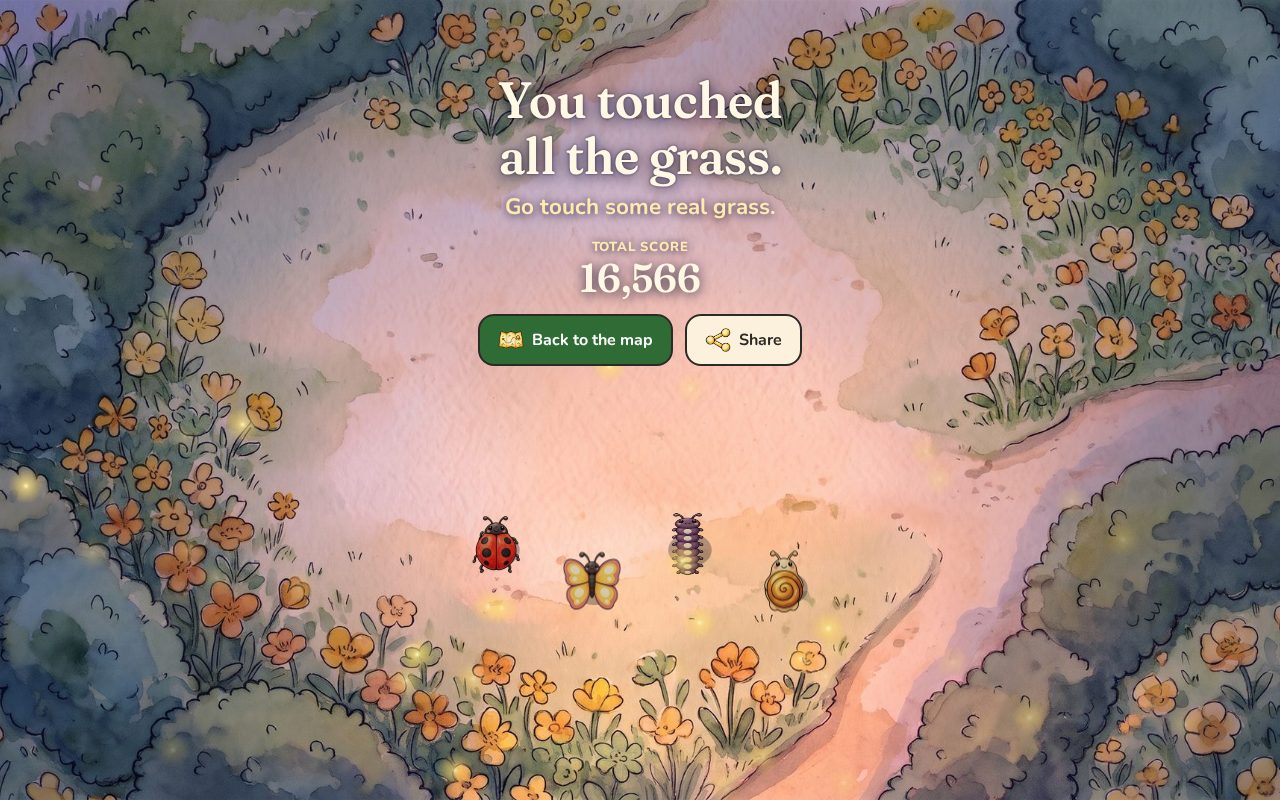 You touched
all the grass.
Go touch some real grass.
TOTAL SCORE
16,566
Back to the map
Share